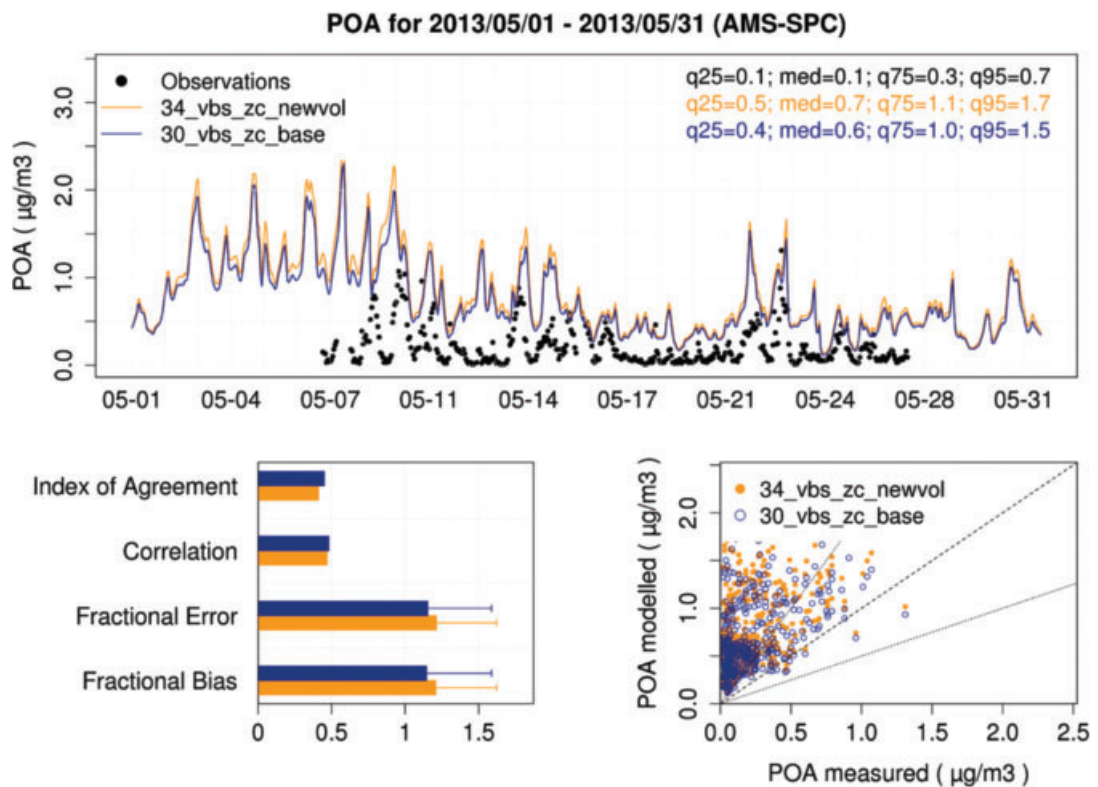 POA for 2013/05/01 - 2013/05/31 (AMS-SPC)
POA ( µg/m3 )
3.0
2.0
1.0
0.0
Observations
34_vbs_zc_newvol
30_vbs_zc_base
q25=0.1; med=0.1; q75=0.3; q95=0.7
q25=0.5; med=0.7; q75=1.1; q95=1.7
q25=0.4; med=0.6; q75=1.0; q95=1.5
05-01 05-04 05-07 05-11 05-14 05-17 05-21 05-24 05-28 05-31
Index of Agreement
Correlation
Fractional Error
Fractional Bias
0 0.5 1 1.5
POA modelled ( µg/m3 )
2.0
1.0
0.0
34_vbs_zc_newvol
30_vbs_zc_base
0.0 0.5 1.0 1.5 2.0 2.5
POA measured ( µg/m3 )